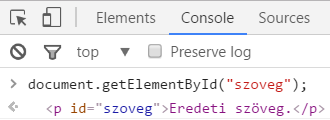 Elements Console Sources
top Preserve log
document.getElementById("szoveg");
<p id="szoveg">Eredeti szöveg.</p>